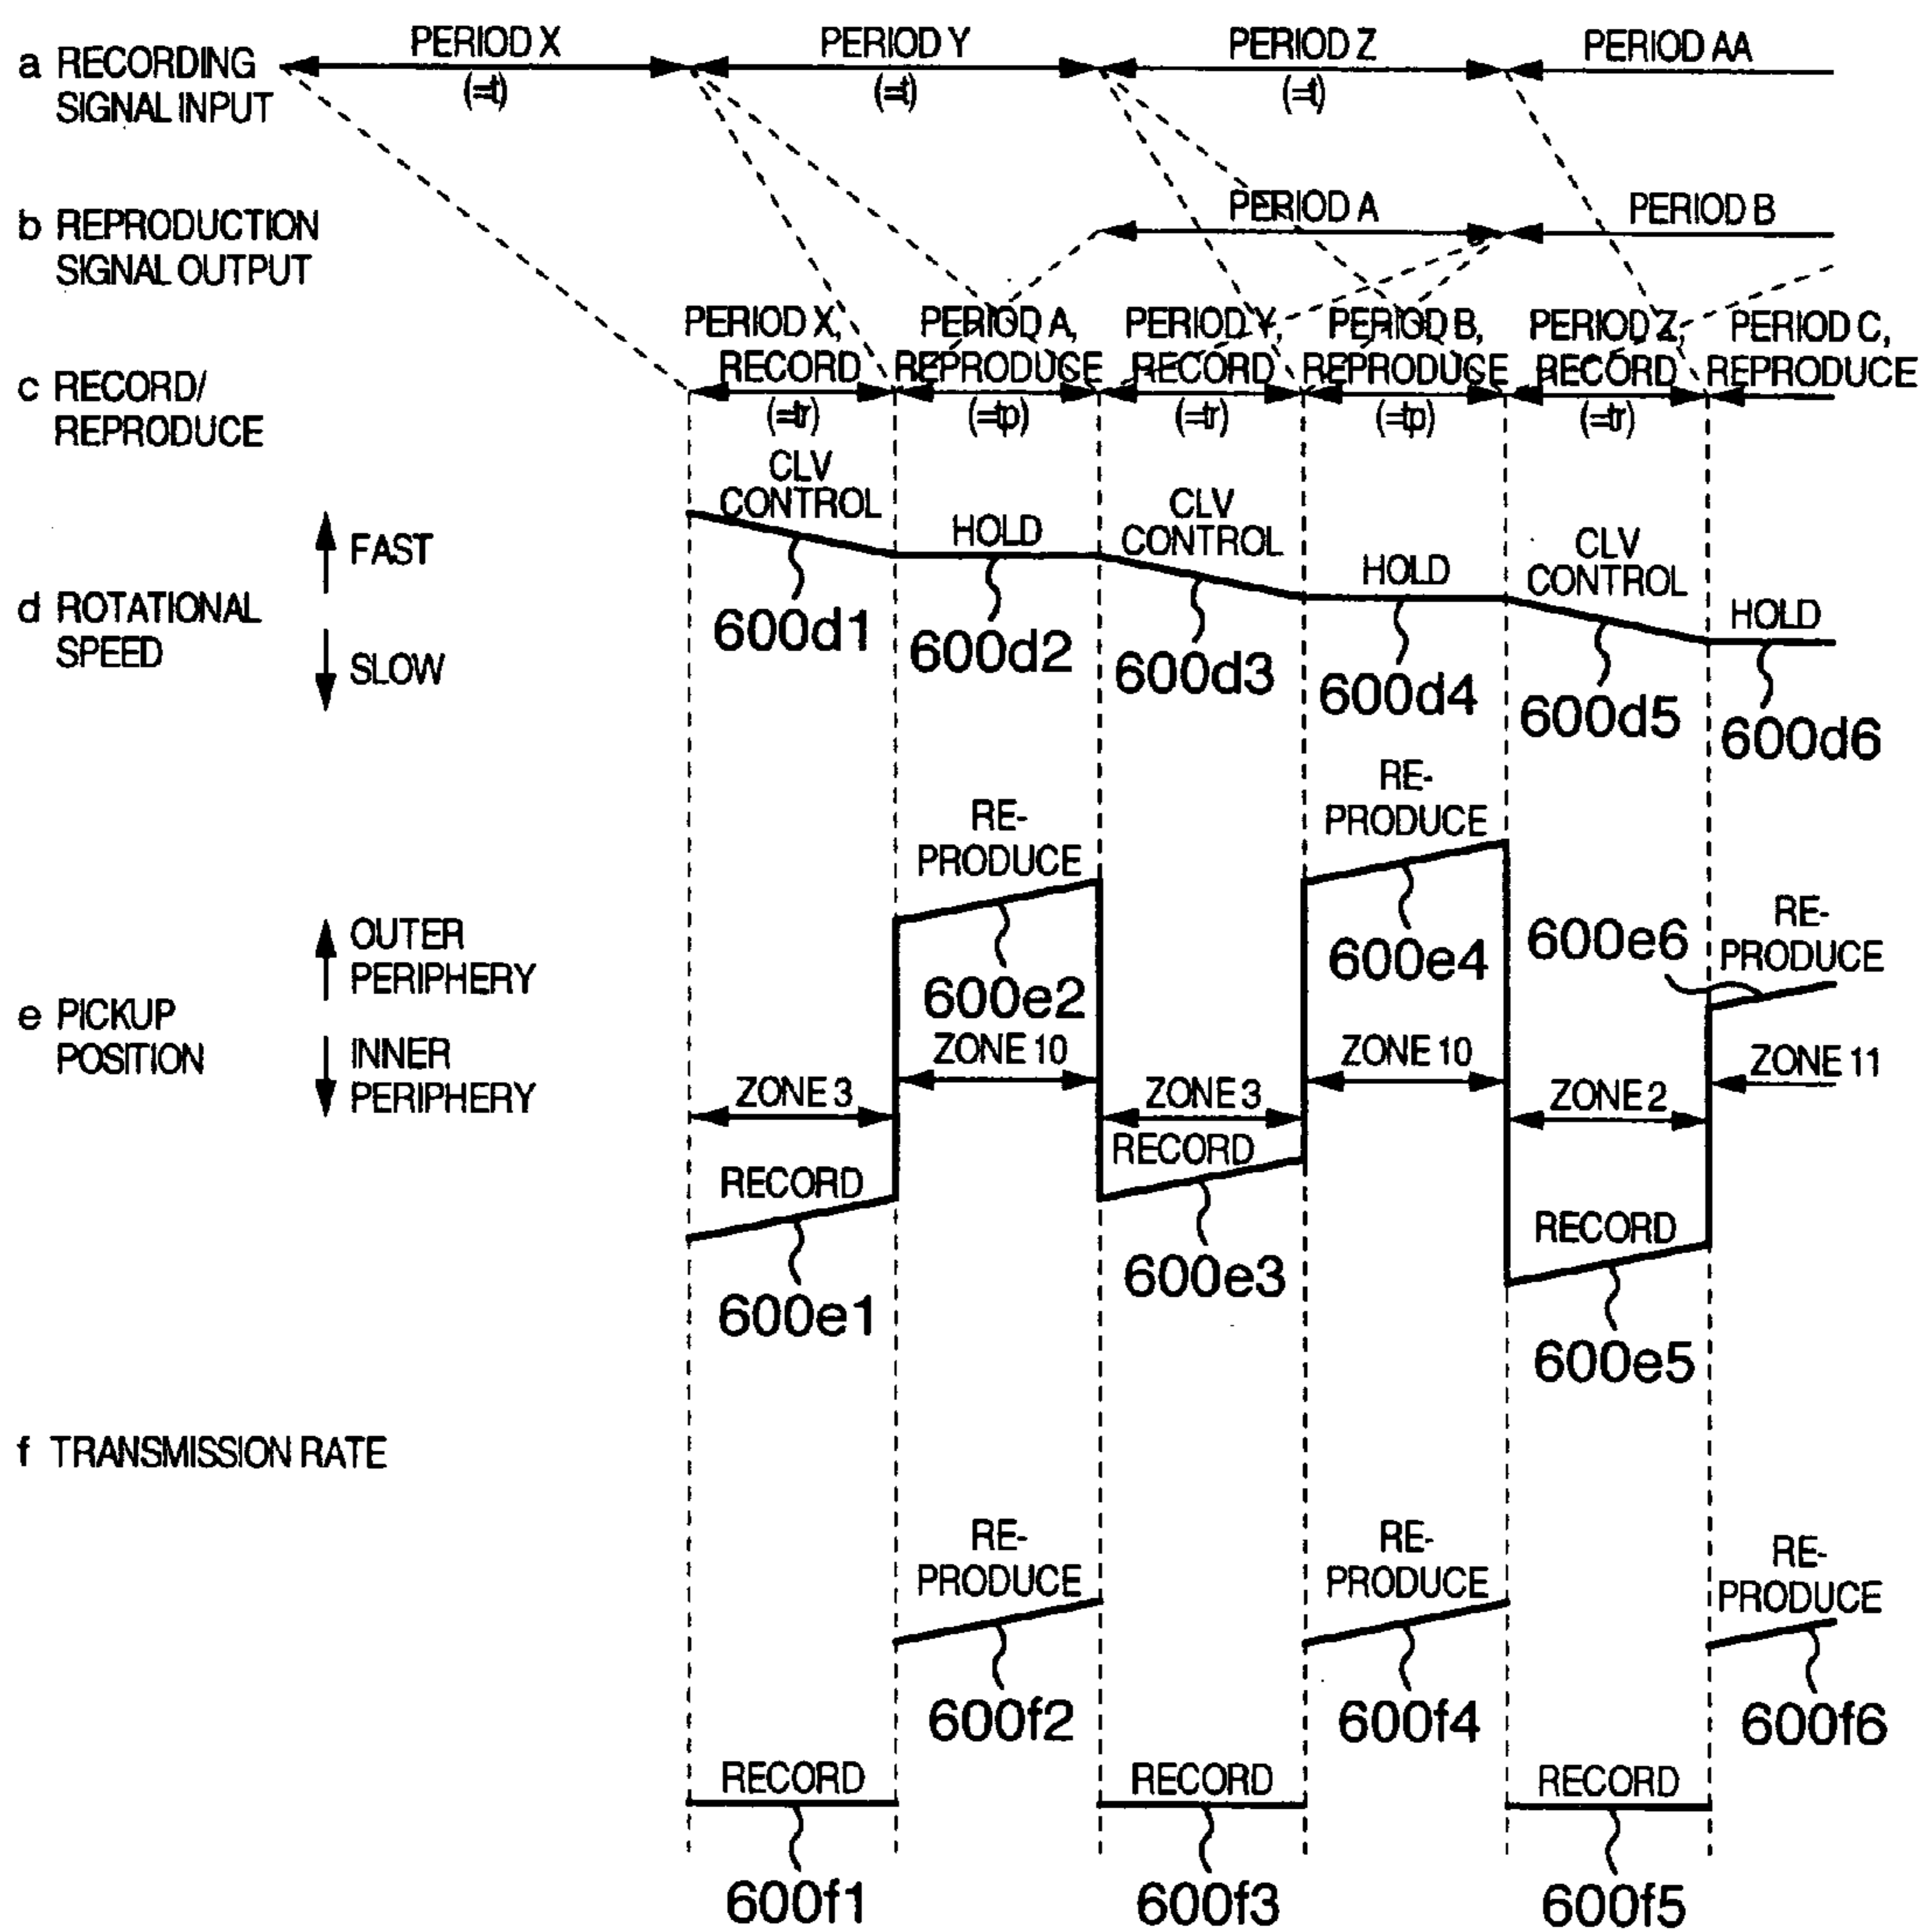 PERIOD X
PERIOD Y
PERIOD Z
PERIOD AA
a RECORDING
SIGNAL INPUT
(=t)
(=t)
(=t)
PERIOD A
PERIOD B
b REPRODUCTION
SIGNAL OUTPUT
PERIOD X,
RECORD
PERIOD A,
REPRODUCE
PERIOD Y,
RECORD
PERIOD B,
REPRODUCE
PERIOD Z,
RECORD
PERIOD C,
REPRODUCE
c RECORD/
REPRODUCE
(=tr)
(=tp)
(=tr)
(=tp)
(=tr)
CLV
CONTROL
HOLD
CLV
CONTROL
HOLD
CLV
CONTROL
HOLD
FAST
d ROTATIONAL
SPEED
SLOW
600d1
600d2
600d3
600d4
600d5
600d6
RE-
PRODUCE
RE-
PRODUCE
RE-
PRODUCE
OUTER
PERIPHERY
e PICKUP
POSITION
INNER
PERIPHERY
600e2
600e4
600e6
ZONE 3
ZONE 10
ZONE 3
ZONE 10
ZONE 2
ZONE 11
RECORD
RECORD
RECORD
600e1
600e3
600e5
f TRANSMISSION RATE
RE-
PRODUCE
RE-
PRODUCE
RE-
PRODUCE
600f2
600f4
600f6
RECORD
RECORD
RECORD
600f1
600f3
600f5